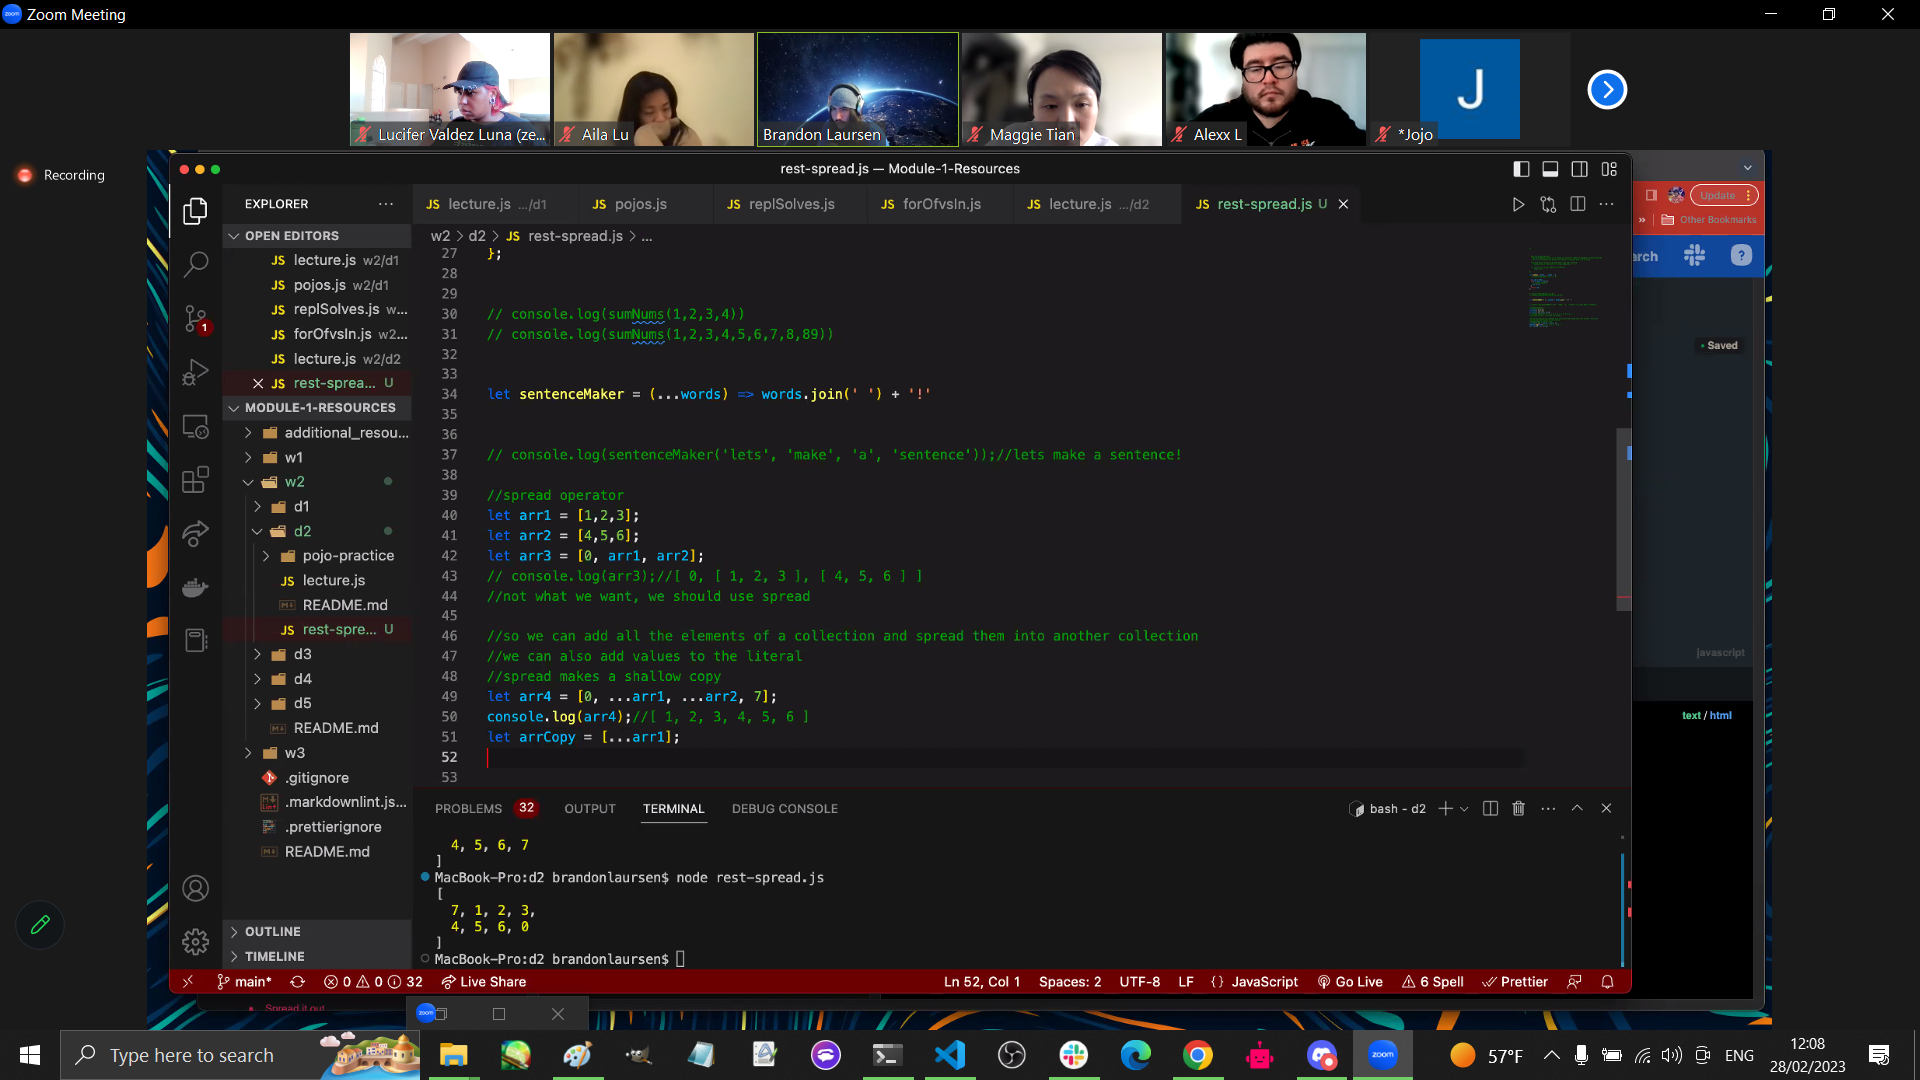 Zoom Meeting
Lucifer Valdez Luna (ze...
Aila Lu
Brandon Laursen
Maggie Tian
Alexx L
J
*Jojo
Recording
rest-spread.js — Module-1-Resources
Update
Other Bookmarks
EXPLORER
JS lecture.js .../d1
JS pojos.js
JS replSolves.js
JS forOfvsIn.js
JS lecture.js .../d2
JS rest-spread.js U
OPEN EDITORS
w2 > d2 > JS rest-spread.js > ...
JS lecture.js w2/d1
JS pojos.js w2/d1
JS replSolves.js w...
JS forOfvsIn.js w2...
JS lecture.js w2/d2
JS rest-sprea... U
MODULE-1-RESOURCES
additional_resou...
w1
w2
d1
d2
pojo-practice
JS lecture.js
README.md
JS rest-spre... U
d3
d4
d5
README.md
w3
.gitignore
.markdownlint.js...
.prettierignore
README.md
OUTLINE
TIMELINE
1
27 };
28
29
30 // console.log(sumNums(1,2,3,4))
31 // console.log(sumNums(1,2,3,4,5,6,7,8,89))
32
33
34 let sentenceMaker = (...words) => words.join(' ') + '!'
35
36
37 // console.log(sentenceMaker('lets', 'make', 'a', 'sentence'));//lets make a sentence!
38
39 //spread operator
40 let arr1 = [1,2,3];
41 let arr2 = [4,5,6];
42 let arr3 = [0, arr1, arr2];
43 // console.log(arr3);//[ 0, [ 1, 2, 3 ], [ 4, 5, 6 ] ]
44 //not what we want, we should use spread
45
46 //so we can add all the elements of a collection and spread them into another collection
47 //we can also add values to the literal
48 //spread makes a shallow copy
49 let arr4 = [0, ...arr1, ...arr2, 7];
50 console.log(arr4);//[ 1, 2, 3, 4, 5, 6 ]
51 let arrCopy = [...arr1];
52
53
arch
?
Saved
javascript
text / html
PROBLEMS 32 OUTPUT TERMINAL DEBUG CONSOLE
bash - d2
4, 5, 6, 7
]
MacBook-Pro:d2 brandonlaursen$ node rest-spread.js
[
7, 1, 2, 3,
4, 5, 6, 0
]
MacBook-Pro:d2 brandonlaursen$
main* 0 0 32 Live Share
Ln 52, Col 1 Spaces: 2 UTF-8 LF {} JavaScript Go Live 6 Spell Prettier
Spread it out
zoom
Type here to search
zoom
57°F
ENG
12:08
28/02/2023